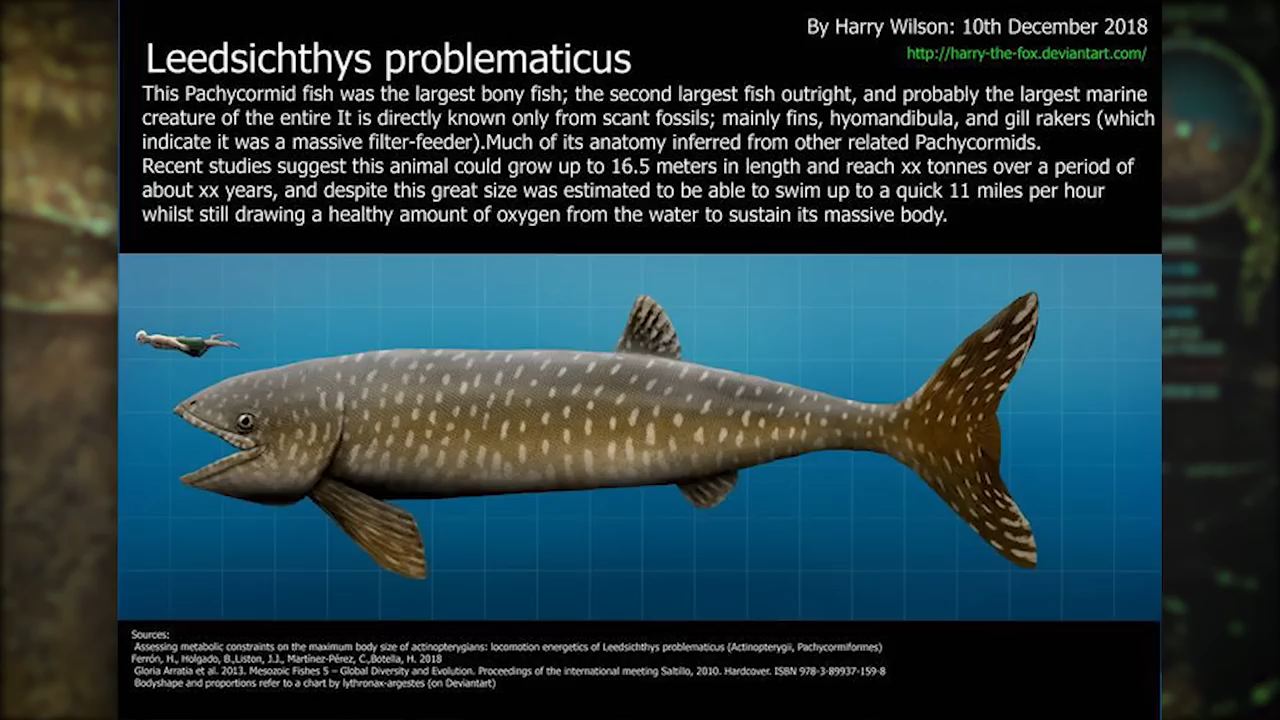 By Harry Wilson: 10th December 2018
http://harry-the-fox.deviantart.com/
Leedsichthys problematicus
This Pachycormid fish was the largest bony fish; the second largest fish outright, and probably the largest marine
creature of the entire It is directly known only from scant fossils; mainly fins, hyomandibula, and gill rakers (which
indicate it was a massive filter-feeder).Much of its anatomy inferred from other related Pachycormids.
Recent studies suggest this animal could grow up to 16.5 meters in length and reach xx tonnes over a period of
about xx years, and despite this great size was estimated to be able to swim up to a quick 11 miles per hour
whilst still drawing a healthy amount of oxygen from the water to sustain its massive body.
Sources:
Assessing metabolic constraints on the maximum body size of actinopterygians: locomotion energetics of Leedsichthys problematicus (Actinopterygii, Pachycormiformes)
Ferrón, H., Holgado, B.,Liston, J.J., Martínez-Pérez, C.,Botella, H. 2018
Gloria Arratia et al. 2013. Mesozoic Fishes 5 – Global Diversity and Evolution. Proceedings of the international meeting Saltillo, 2010. Hardcover. ISBN 978-3-89937-159-8
Bodyshape and proportions refer to a chart by lythronax-argestes (on Deviantart)